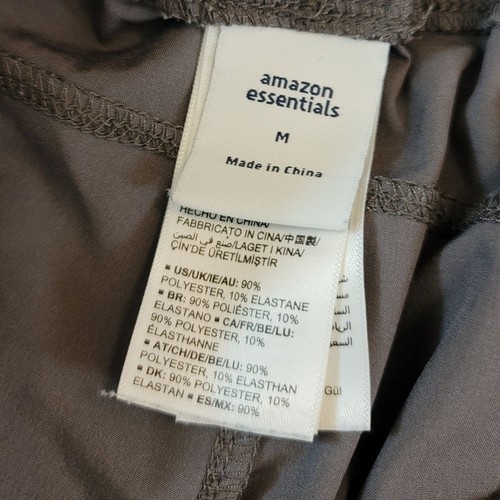 amazon
essentials
M
Made in China
HECHO EN CHINA/
FABBRICATO IN CINA/中国製/
صنع في الصين/LAGET I KINA/
ÇİN'DE ÜRETİLMİŞTİR
▪ US/UK/IE/AU: 90%
POLYESTER, 10% ELASTANE
▪ BR: 90% POLIÉSTER, 10%
ELASTANO ▪ CA/FR/BE/LU:
90% POLYESTER, 10%
ÉLASTHANNE
▪ AT/CH/DE/BE/LU: 90%
POLYESTER, 10% ELASTHAN
▪ DK: 90% POLYESTER, 10%
ELASTAN ▪ ES/MX: 90%
Gül